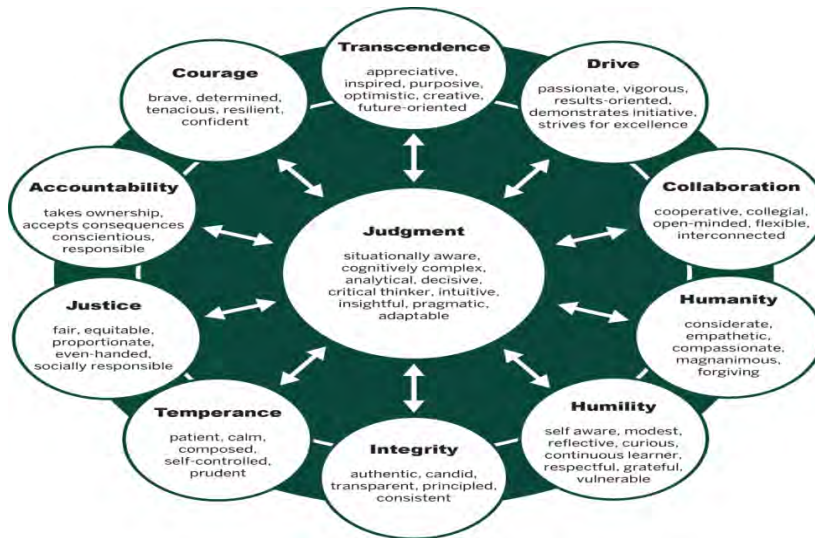 Transcendence
appreciative,
inspired, purposive,
optimistic, creative,
future-oriented
Drive
passionate, vigorous,
results-oriented,
demonstrates initiative,
strives for excellence
Collaboration
cooperative, collegial,
open-minded, flexible,
interconnected
Humanity
considerate,
empathetic,
compassionate,
magnanimous,
forgiving
Humility
self aware, modest,
reflective, curious,
continuous learner,
respectful, grateful,
vulnerable
Integrity
authentic, candid,
transparent, principled,
consistent
Temperance
patient, calm,
composed,
self-controlled,
prudent
Justice
fair, equitable,
proportionate,
even-handed,
socially responsible
Accountability
takes ownership,
accepts consequences
conscientious,
responsible
Courage
brave, determined,
tenacious, resilient,
confident
Judgment
situationally aware,
cognitively complex,
analytical, decisive,
critical thinker, intuitive,
insightful, pragmatic,
adaptable